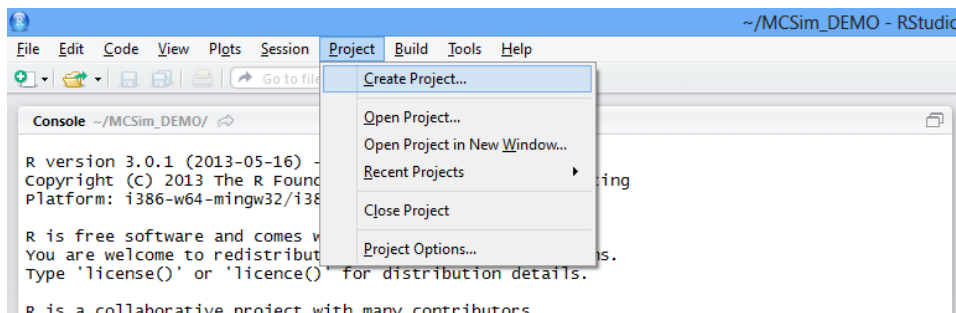 ~/MCSim_DEMO - RStudio
File Edit Code View Plots Session Project Build Tools Help
Go to file
Create Project...
Open Project...
Open Project in New Window...
Recent Projects
Close Project
Project Options...
Console ~/MCSim_DEMO/
R version 3.0.1 (2013-05-16) -
Copyright (C) 2013 The R Found ing
Platform: i386-w64-mingw32/i38
R is free software and comes w
You are welcome to redistribut ns.
Type 'license()' or 'licence()' for distribution details.
R is a collaborative project with many contributors